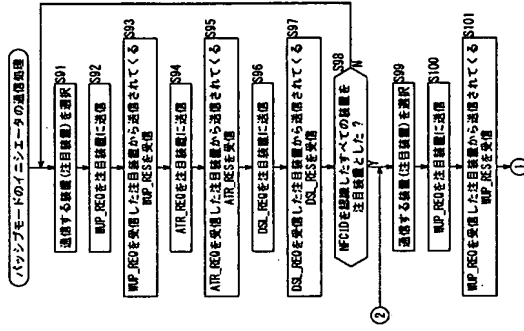 パッシブモードのイニシエータの通信処理
S91
通信する装置(注目装置)を選択
S92
WUP_REQを注目装置に送信
S93
WUP_REQを受信した注目装置から送信されてくる
WUP_RESを受信
S94
ATR_REQを注目装置に送信
S95
ATR_REQを受信した注目装置から送信されてくる
ATR_RESを受信
S96
DSL_REQを注目装置に送信
S97
DSL_REQを受信した注目装置から送信されてくる
DSL_RESを受信
S98
NFCIDを認識したすべての装置を
注目装置とした?
N
Y
②
S99
通信する装置(注目装置)を選択
S100
WUP_REQを注目装置に送信
S101
WUP_REQを受信した注目装置から送信されてくる
WUP_RESを受信
①